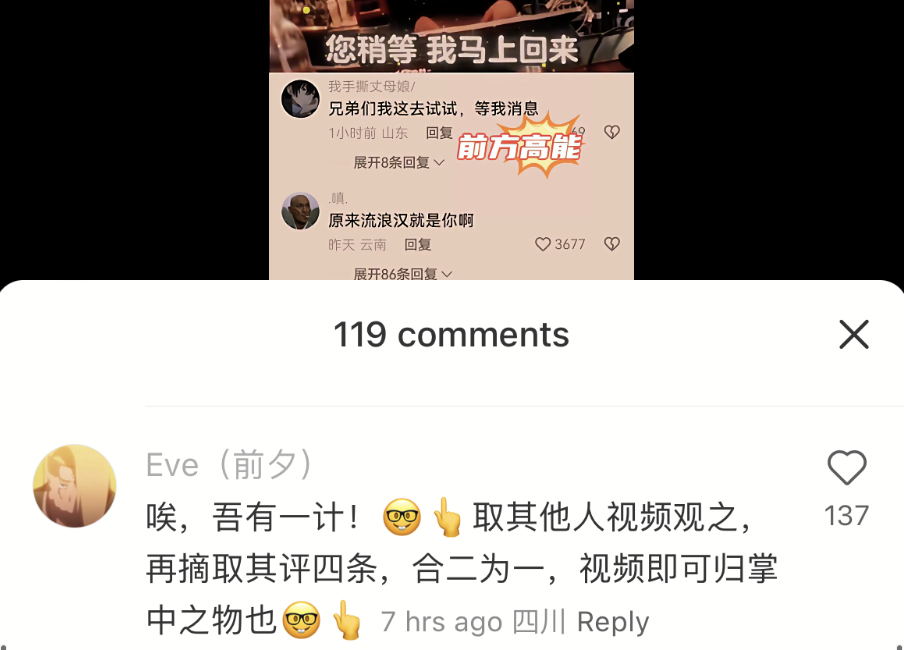 您稍等 我马上回来
我手撕丈母娘/
兄弟们我这去试试，等我消息
1小时前 山东 回复
前方高能
展开8条回复
.嗔.
原来流浪汉就是你啊
昨天 云南 回复 3677
展开86条回复
119 comments
Eve（前夕）
唉，吾有一计！🤓👆取其他人视频观之，
再摘取其评四条，合二为一，视频即可归掌
中之物也🤓👆 7 hrs ago 四川 Reply
137